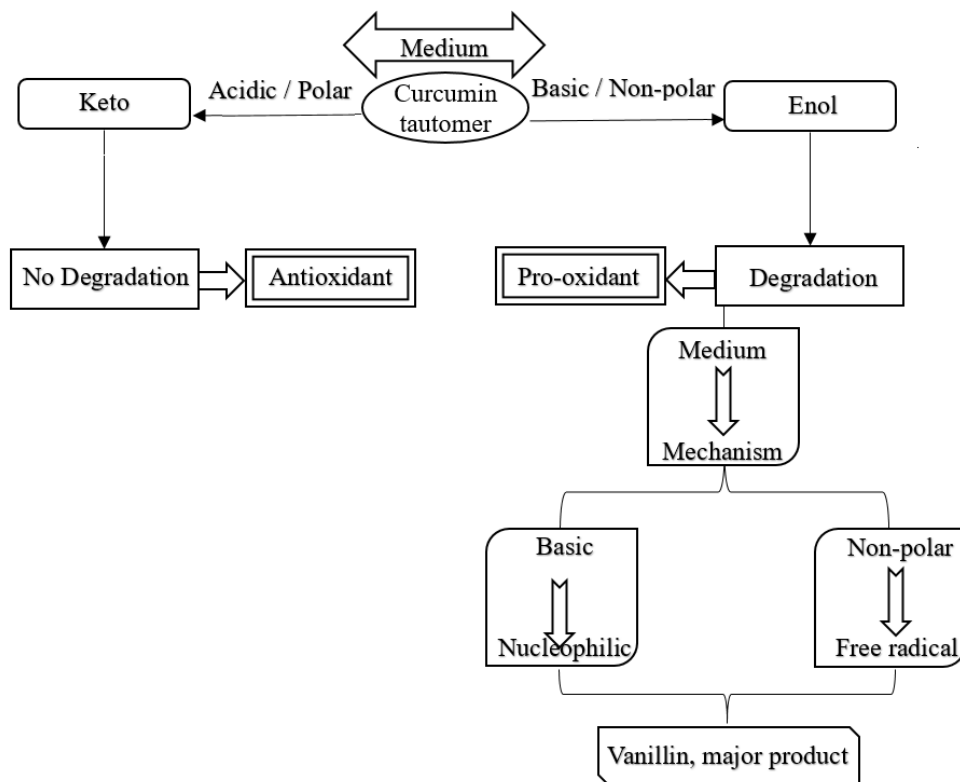 Medium
Keto
Acidic / Polar
Curcumin
tautomer
Basic / Non-polar
Enol
No Degradation
Antioxidant
Pro-oxidant
Degradation
Medium
Mechanism
Basic
Nucleophilic
Non-polar
Free radical
Vanillin, major product